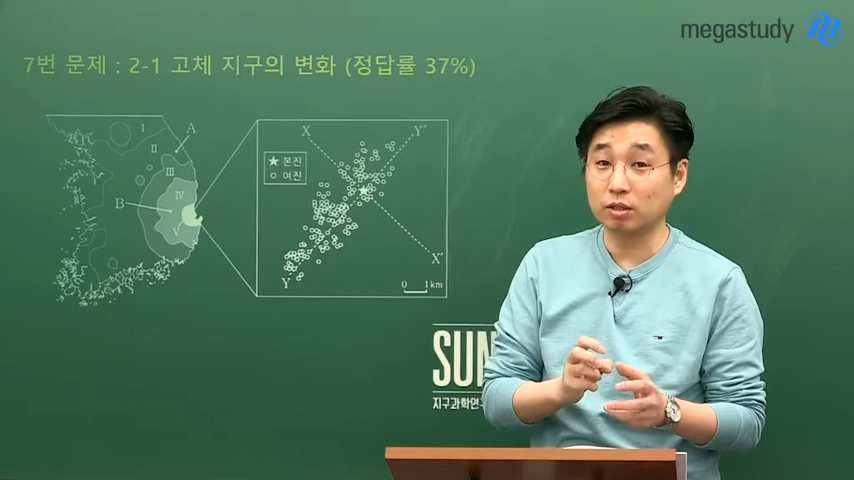 megastudy
7번 문제 : 2-1 고체 지구의 변화 (정답률 37%)
I
II
A
III
IV
B
V
X
Y′
★ 본진
○ 여진
X′
Y
0 1km
SUN
지구과학연구